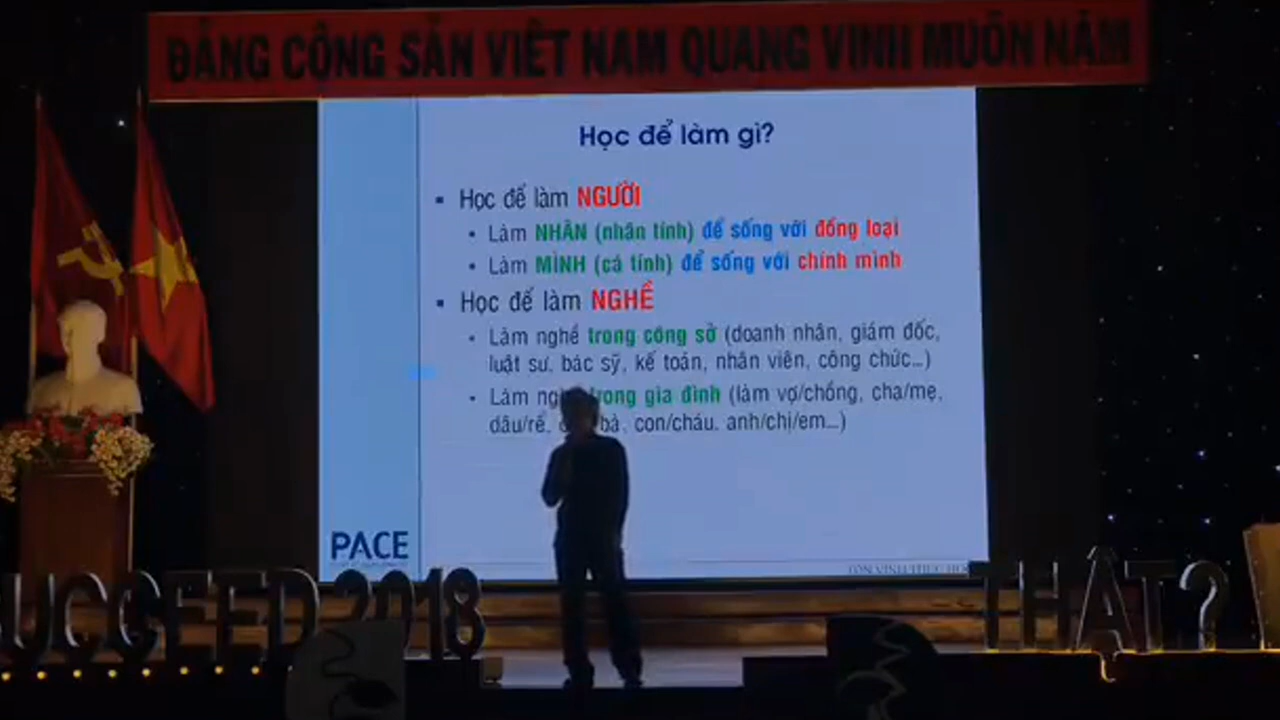 ĐẢNG CỘNG SẢN VIỆT NAM QUANG VINH MUÔN NĂM
Học để làm gì?
▪ Học để làm NGƯỜI
• Làm NHÂN (nhân tính) để sống với đồng loại
• Làm MÌNH (cá tính) để sống với chính mình
▪ Học để làm NGHỀ
• Làm nghề trong công sở (doanh nhân, giám đốc,
luật sư, bác sỹ, kế toán, nhân viên, công chức...)
• Làm trong gia đình (làm vợ/chồng, cha/mẹ,
dâu/rể, bà, con/cháu, anh/chị/em...)
PACE
UCCEED 2018
THẬT?